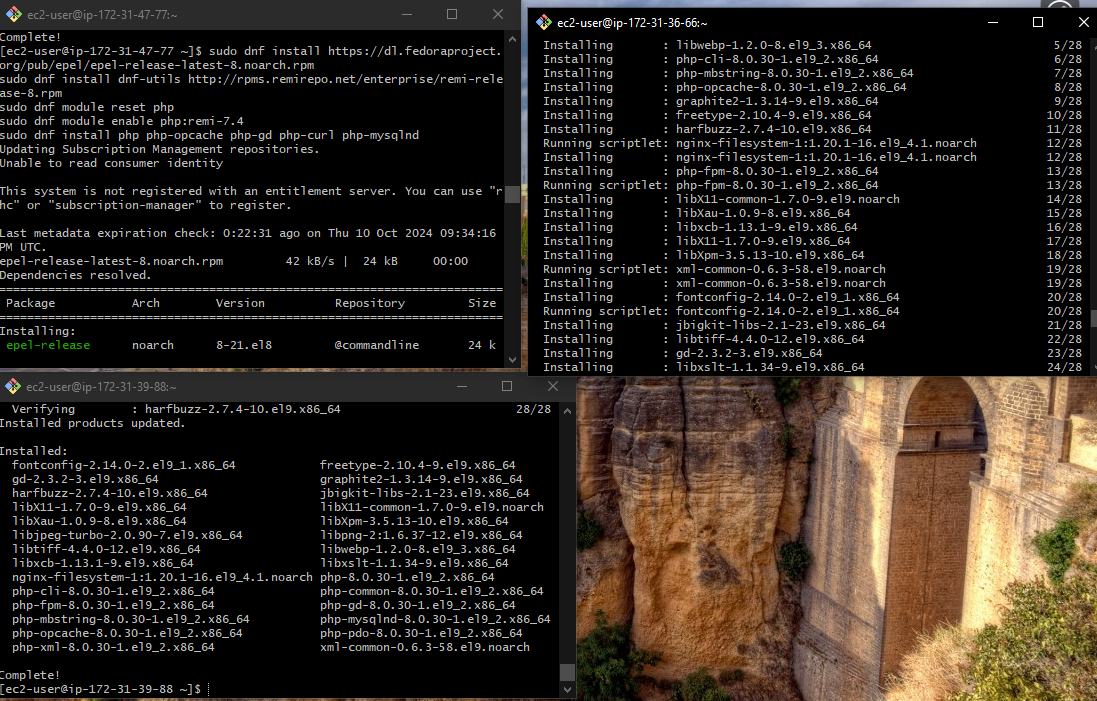 ec2-user@ip-172-31-47-77:~
Complete!
[ec2-user@ip-172-31-47-77 ~]$ sudo dnf install https://dl.fedoraproject.
org/pub/epel/epel-release-latest-8.noarch.rpm
sudo dnf install dnf-utils http://rpms.remirepo.net/enterprise/remi-rele
ase-8.rpm
sudo dnf module reset php
sudo dnf module enable php:remi-7.4
sudo dnf install php php-opcache php-gd php-curl php-mysqlnd
Updating Subscription Management repositories.
Unable to read consumer identity
This system is not registered with an entitlement server. You can use "r
hc" or "subscription-manager" to register.
Last metadata expiration check: 0:22:31 ago on Thu 10 Oct 2024 09:34:16
PM UTC.
epel-release-latest-8.noarch.rpm 42 kB/s | 24 kB 00:00
Dependencies resolved.
========================================================================
Package Arch Version Repository Size
========================================================================
Installing:
epel-release noarch 8-21.el8 @commandline 24 k
ec2-user@ip-172-31-36-66:~
Installing : libwebp-1.2.0-8.el9_3.x86_64 5/28
Installing : php-cli-8.0.30-1.el9_2.x86_64 6/28
Installing : php-mbstring-8.0.30-1.el9_2.x86_64 7/28
Installing : php-opcache-8.0.30-1.el9_2.x86_64 8/28
Installing : graphite2-1.3.14-9.el9.x86_64 9/28
Installing : freetype-2.10.4-9.el9.x86_64 10/28
Installing : harfbuzz-2.7.4-10.el9.x86_64 11/28
Running scriptlet: nginx-filesystem-1:1.20.1-16.el9_4.1.noarch 12/28
Installing : nginx-filesystem-1:1.20.1-16.el9_4.1.noarch 12/28
Installing : php-fpm-8.0.30-1.el9_2.x86_64 13/28
Running scriptlet: php-fpm-8.0.30-1.el9_2.x86_64 13/28
Installing : libX11-common-1.7.0-9.el9.noarch 14/28
Installing : libXau-1.0.9-8.el9.x86_64 15/28
Installing : libxcb-1.13.1-9.el9.x86_64 16/28
Installing : libX11-1.7.0-9.el9.x86_64 17/28
Installing : libXpm-3.5.13-10.el9.x86_64 18/28
Running scriptlet: xml-common-0.6.3-58.el9.noarch 19/28
Installing : xml-common-0.6.3-58.el9.noarch 19/28
Installing : fontconfig-2.14.0-2.el9_1.x86_64 20/28
Running scriptlet: fontconfig-2.14.0-2.el9_1.x86_64 20/28
Installing : jbigkit-libs-2.1-23.el9.x86_64 21/28
Installing : libtiff-4.4.0-12.el9.x86_64 22/28
Installing : gd-2.3.2-3.el9.x86_64 23/28
Installing : libxslt-1.1.34-9.el9.x86_64 24/28
ec2-user@ip-172-31-39-88:~
Verifying : harfbuzz-2.7.4-10.el9.x86_64 28/28
Installed products updated.
Installed:
fontconfig-2.14.0-2.el9_1.x86_64 freetype-2.10.4-9.el9.x86_64
gd-2.3.2-3.el9.x86_64 graphite2-1.3.14-9.el9.x86_64
harfbuzz-2.7.4-10.el9.x86_64 jbigkit-libs-2.1-23.el9.x86_64
libX11-1.7.0-9.el9.x86_64 libX11-common-1.7.0-9.el9.noarch
libXau-1.0.9-8.el9.x86_64 libXpm-3.5.13-10.el9.x86_64
libjpeg-turbo-2.0.90-7.el9.x86_64 libpng-2:1.6.37-12.el9.x86_64
libtiff-4.4.0-12.el9.x86_64 libwebp-1.2.0-8.el9_3.x86_64
libxcb-1.13.1-9.el9.x86_64 libxslt-1.1.34-9.el9.x86_64
nginx-filesystem-1:1.20.1-16.el9_4.1.noarch php-8.0.30-1.el9_2.x86_64
php-cli-8.0.30-1.el9_2.x86_64 php-common-8.0.30-1.el9_2.x86_64
php-fpm-8.0.30-1.el9_2.x86_64 php-gd-8.0.30-1.el9_2.x86_64
php-mbstring-8.0.30-1.el9_2.x86_64 php-mysqlnd-8.0.30-1.el9_2.x86_64
php-opcache-8.0.30-1.el9_2.x86_64 php-pdo-8.0.30-1.el9_2.x86_64
php-xml-8.0.30-1.el9_2.x86_64 xml-common-0.6.3-58.el9.noarch
Complete!
[ec2-user@ip-172-31-39-88 ~]$